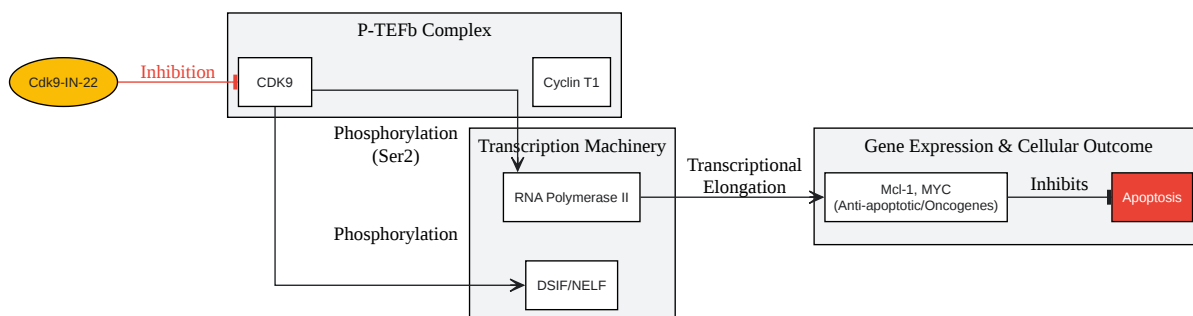 P-TEFb Complex
Cdk9-IN-22
Inhibition
CDK9
Cyclin T1
Phosphorylation
(Ser2)
Transcription Machinery
RNA Polymerase II
Transcriptional
Elongation
Gene Expression & Cellular Outcome
Mcl-1, MYC
(Anti-apoptotic/Oncogenes)
Inhibits
Apoptosis
Phosphorylation
DSIF/NELF